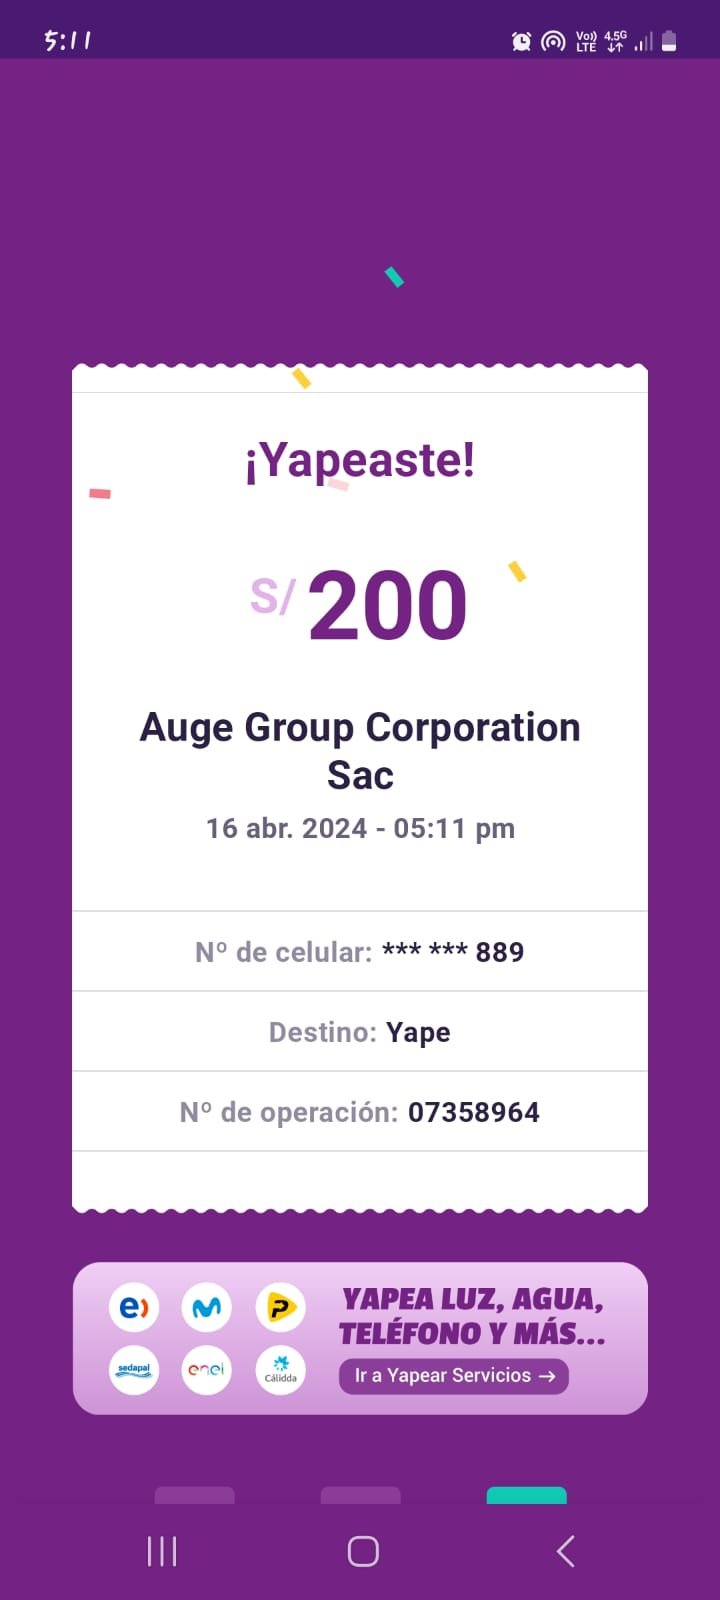 5:11
Vo)) LTE 4.5G
¡Yapeaste!
S/ 200
Auge Group Corporation
Sac
16 abr. 2024 - 05:11 pm
Nº de celular: *** *** 889
Destino: Yape
Nº de operación: 07358964
YAPEA LUZ, AGUA,
TELÉFONO Y MÁS...
sedapal enel Cálidda
Ir a Yapear Servicios →